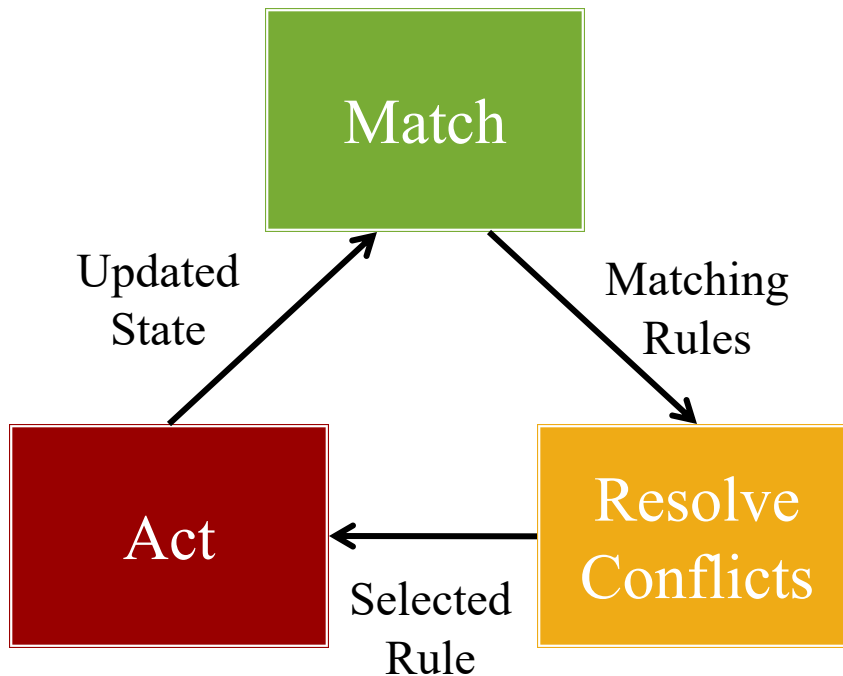 Match
Updated
State
Matching
Rules
Act
Resolve
Conflicts
Selected
Rule